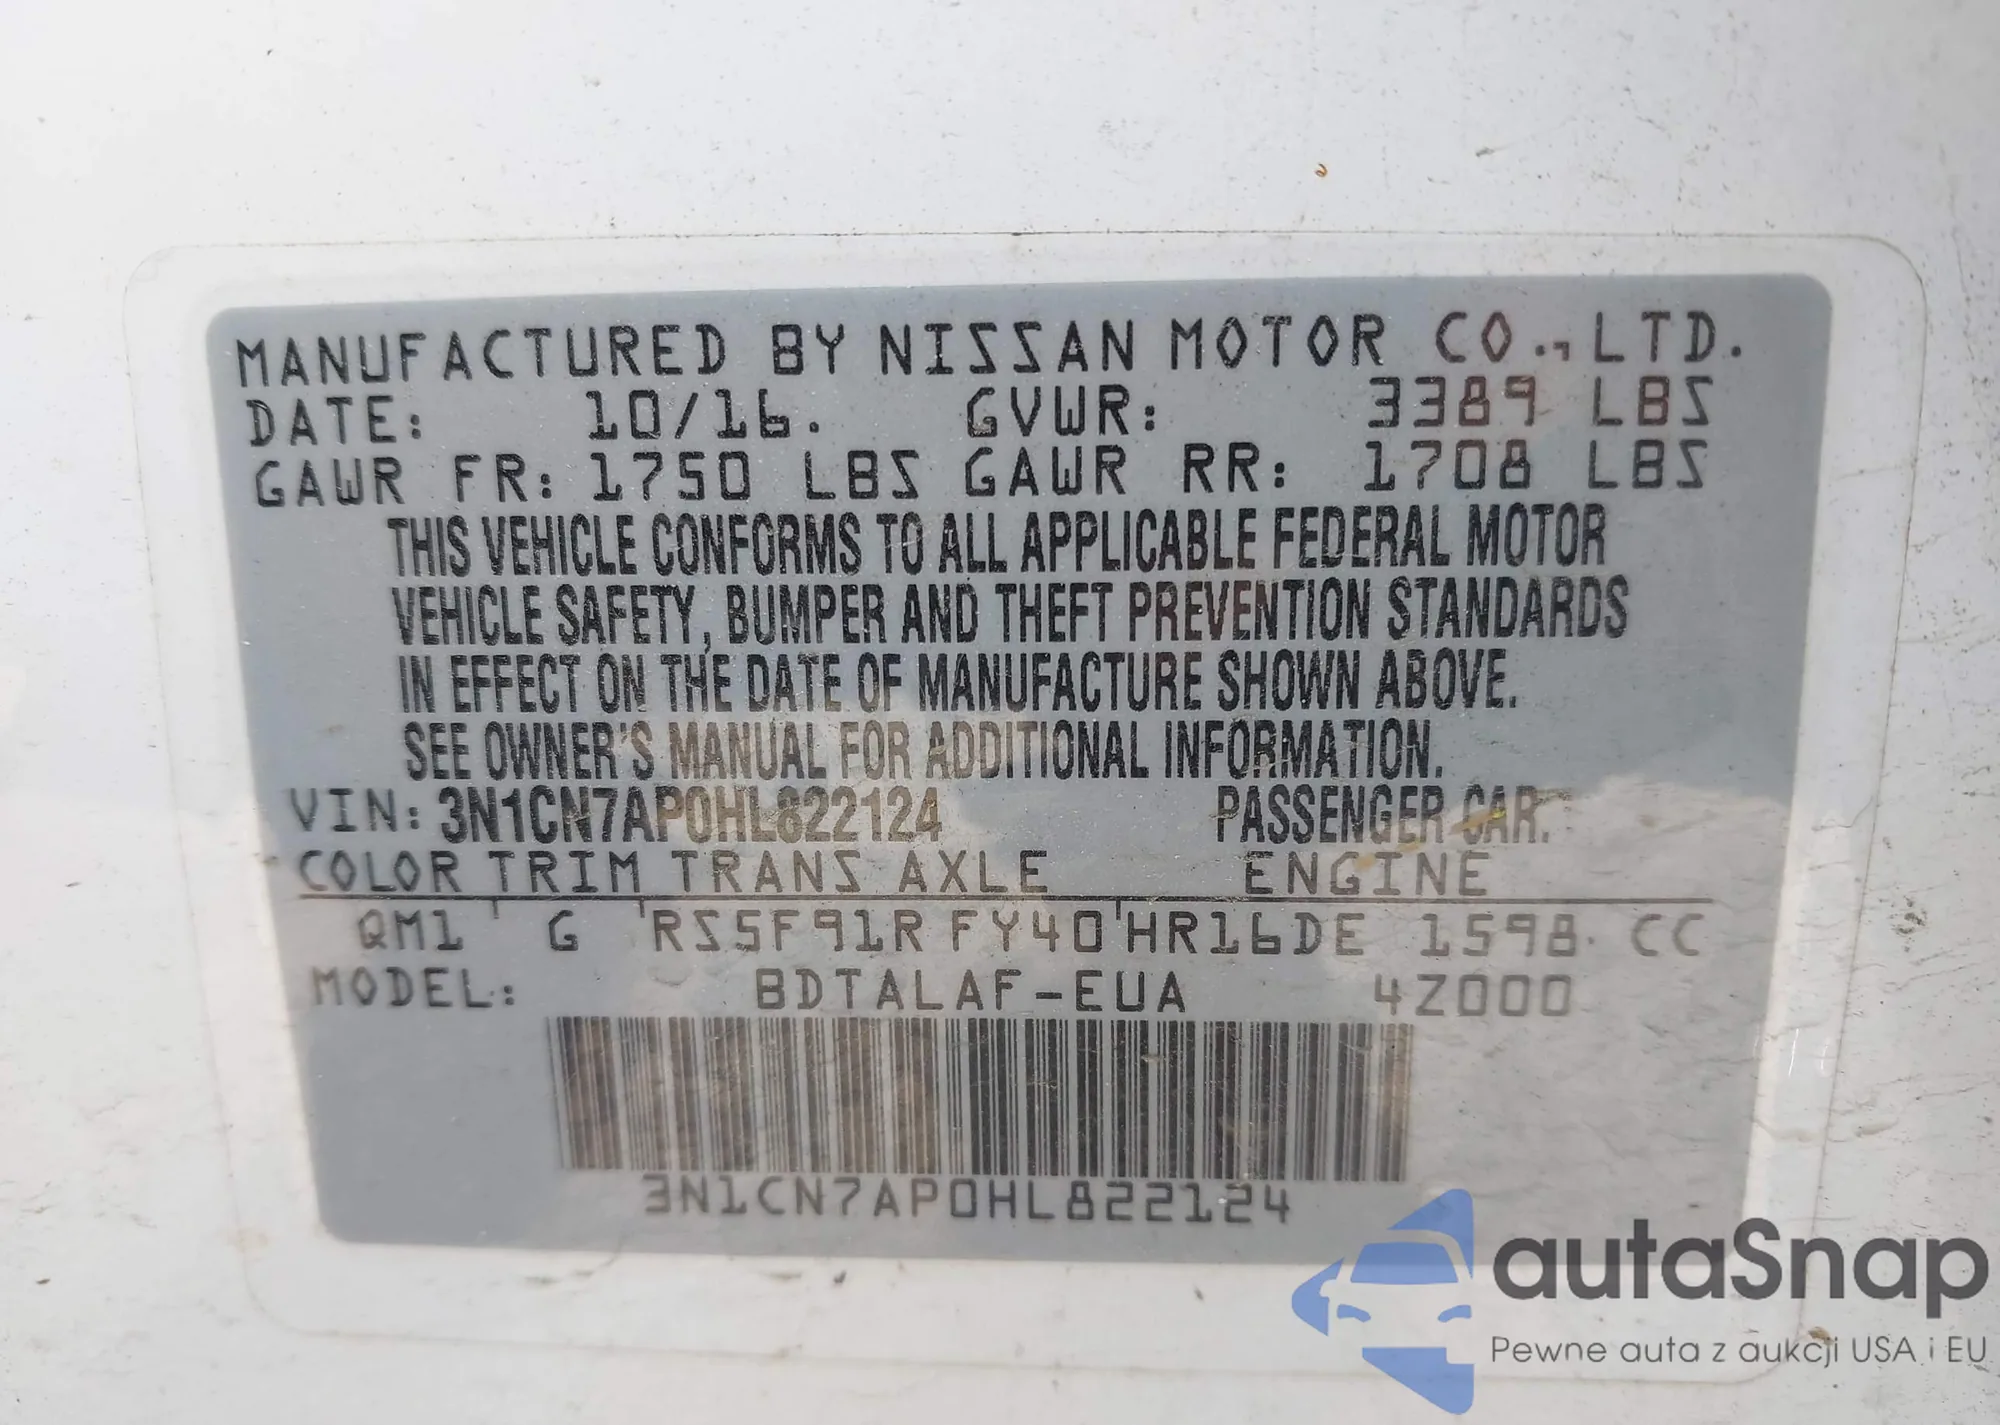 MANUFACTURED BY NISSAN MOTOR CO., LTD.
DATE: 10/16. GVWR: 3389 LBS
GAWR FR: 1750 LBS GAWR RR: 1708 LBS
THIS VEHICLE CONFORMS TO ALL APPLICABLE FEDERAL MOTOR
VEHICLE SAFETY, BUMPER AND THEFT PREVENTION STANDARDS
IN EFFECT ON THE DATE OF MANUFACTURE SHOWN ABOVE.
SEE OWNER'S MANUAL FOR ADDITIONAL INFORMATION.
VIN: 3N1CN7AP0HL822124 PASSENGER CAR.
COLOR TRIM TRANS AXLE ENGINE
QM1 G RS5F91R FY40 HR16DE 1598 CC
MODEL: BDTALAF-EUA 4Z000
3N1CN7AP0HL822124
autaSnap
Pewne auta z aukcji USA i EU